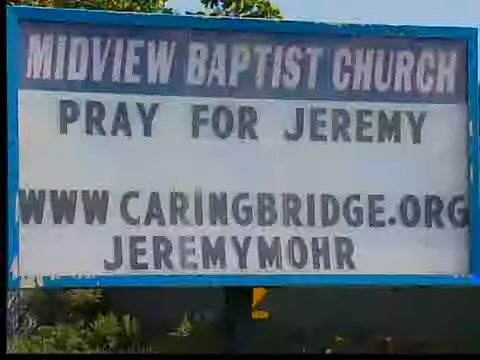 MIDVIEW BAPTIST CHURCH
PRAY FOR JEREMY
WWW CARINGBRIDGE.ORG
JEREMYMOHR